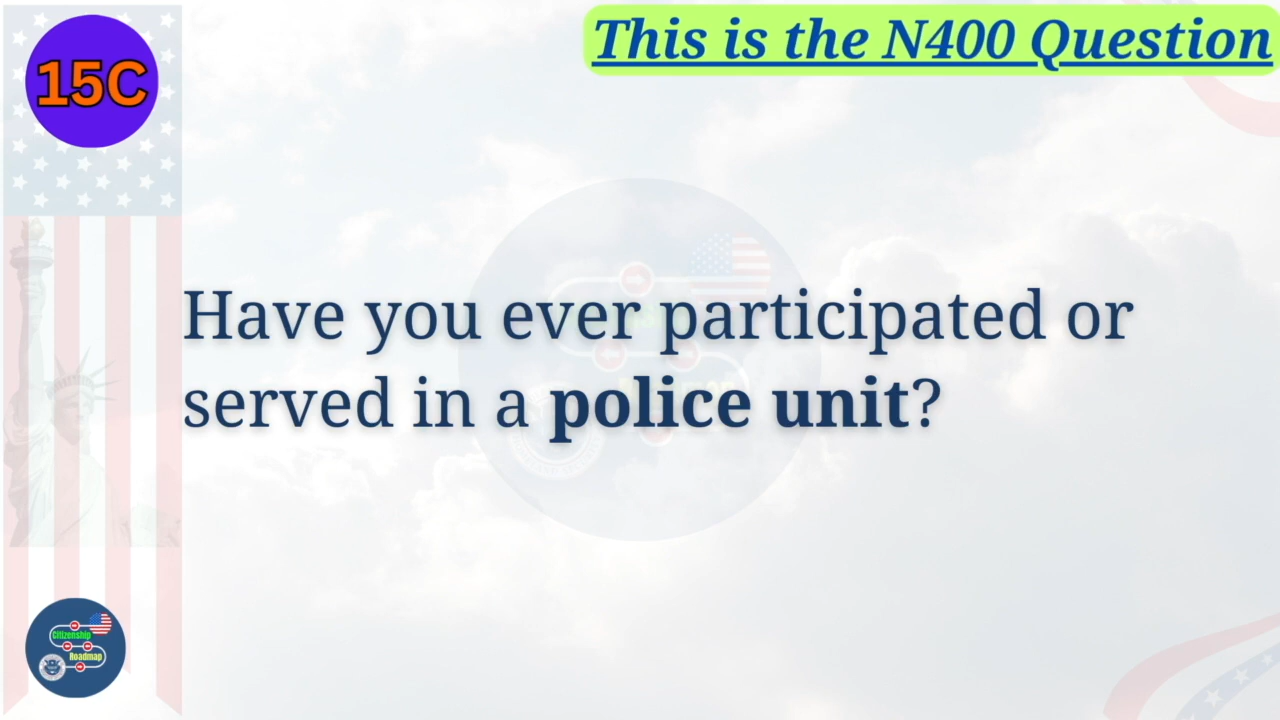 15C
This is the N400 Question
Have you ever participated or
served in a police unit?
Citizenship
Roadmap